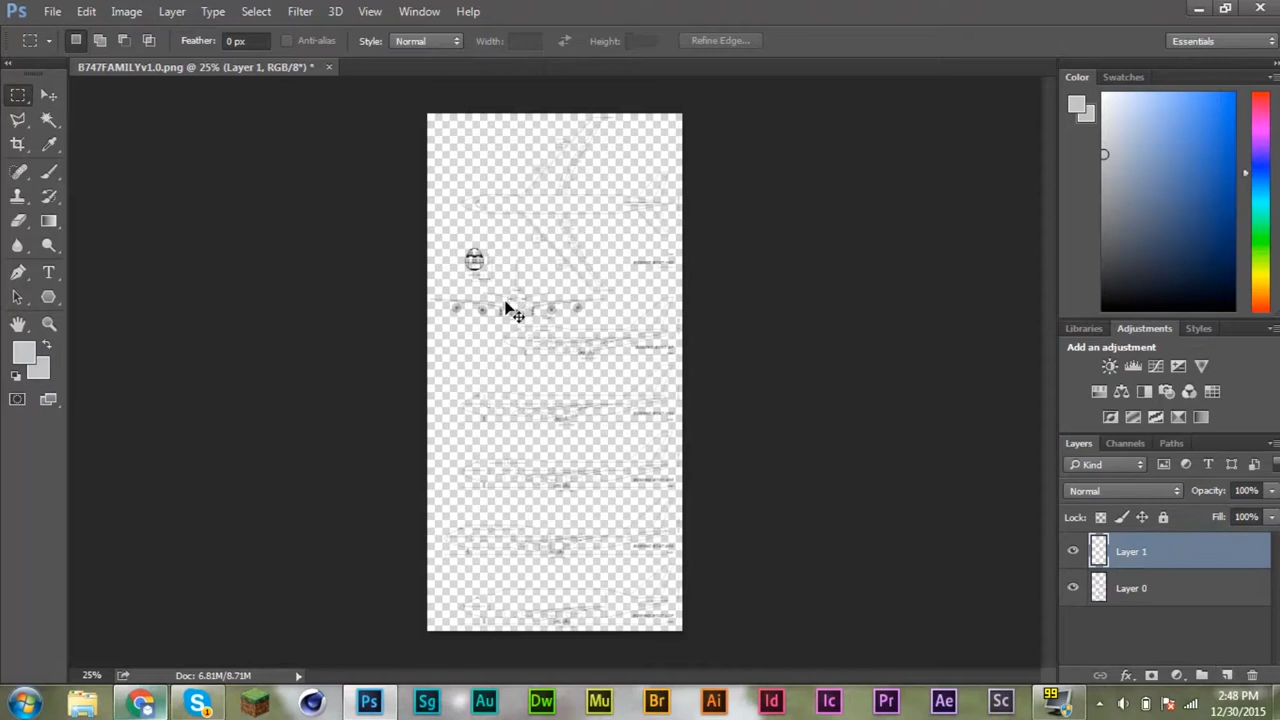 Ps File Edit Image Layer Type Select Filter 3D View Window Help
Feather: 0 px Anti-alias Style: Normal Width: Height: Refine Edge... Essentials
B747FAMILYv1.0.png @ 25% (Layer 1, RGB/8*) *
Color Swatches
Libraries Adjustments Styles
Add an adjustment
Layers Channels Paths
Kind
Normal Opacity: 100%
Lock: Fill: 100%
Layer 1
Layer 0
25% Doc: 6.81M/8.71M
Ps Sg Au Dw Mu Br Ai Id Ic Pr Ae Sc 99
2:48 PM
12/30/2015